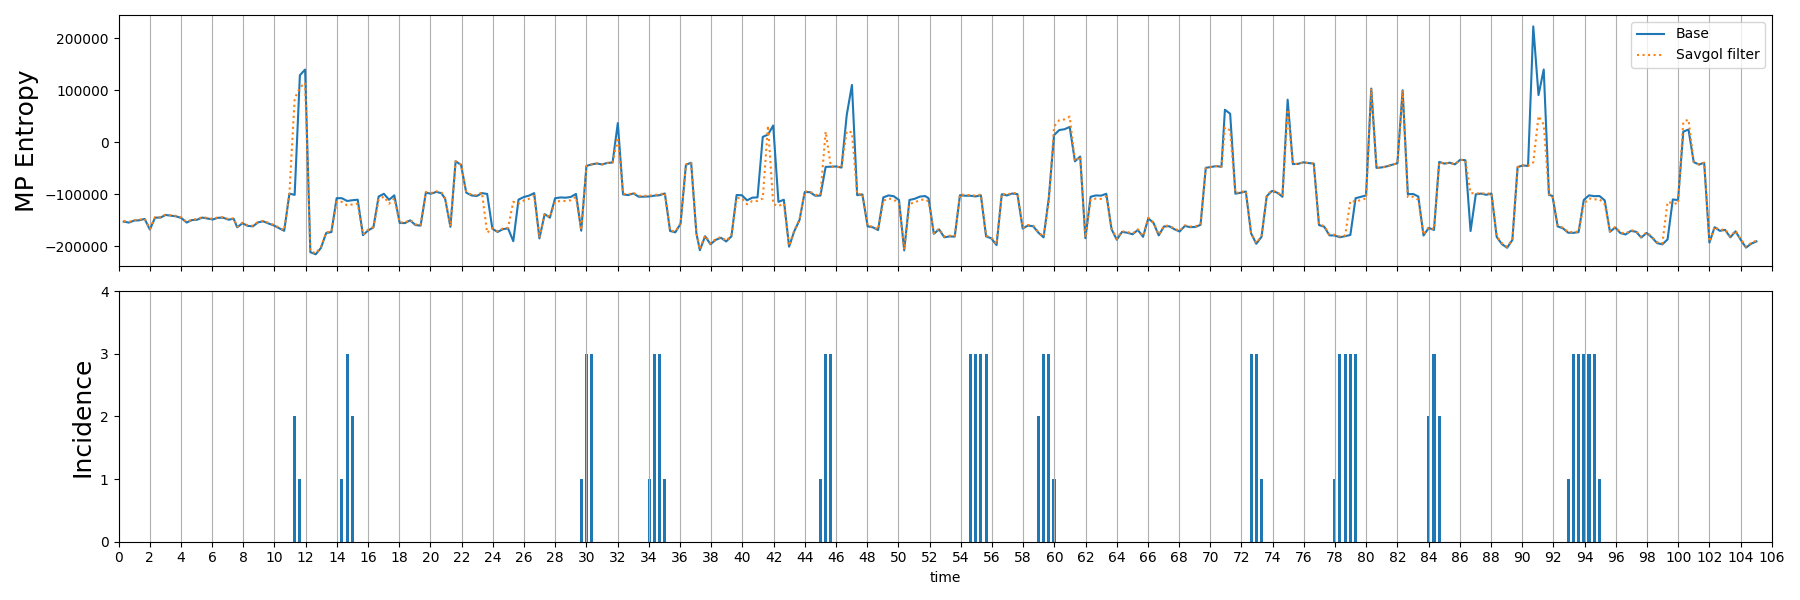 MP Entropy
200000
100000
0
−100000
−200000
Base
Savgol filter
Incidence
4
3
2
1
0
0 2 4 6 8 10 12 14 16 18 20 22 24 26 28 30 32 34 36 38 40 42 44 46 48 50 52 54 56 58 60 62 64 66 68 70 72 74 76 78 80 82 84 86 88 90 92 94 96 98 100 102 104 106
time